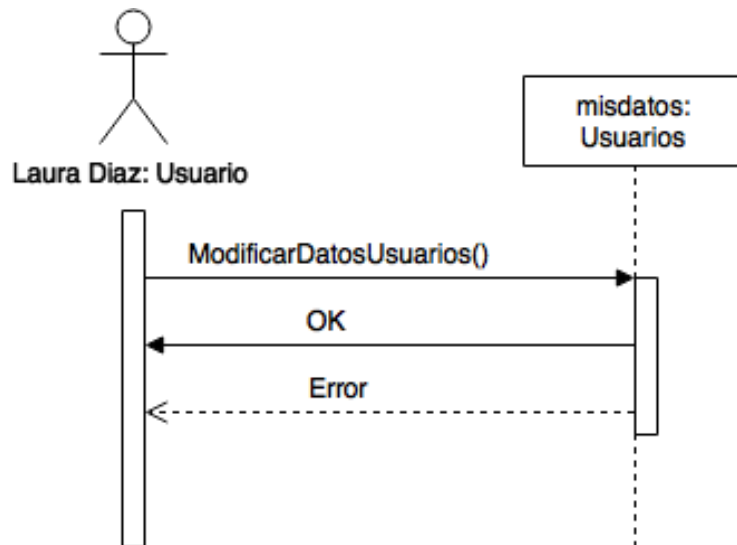 misdatos:
Usuarios
Laura Diaz: Usuario
ModificarDatosUsuarios()
OK
Error